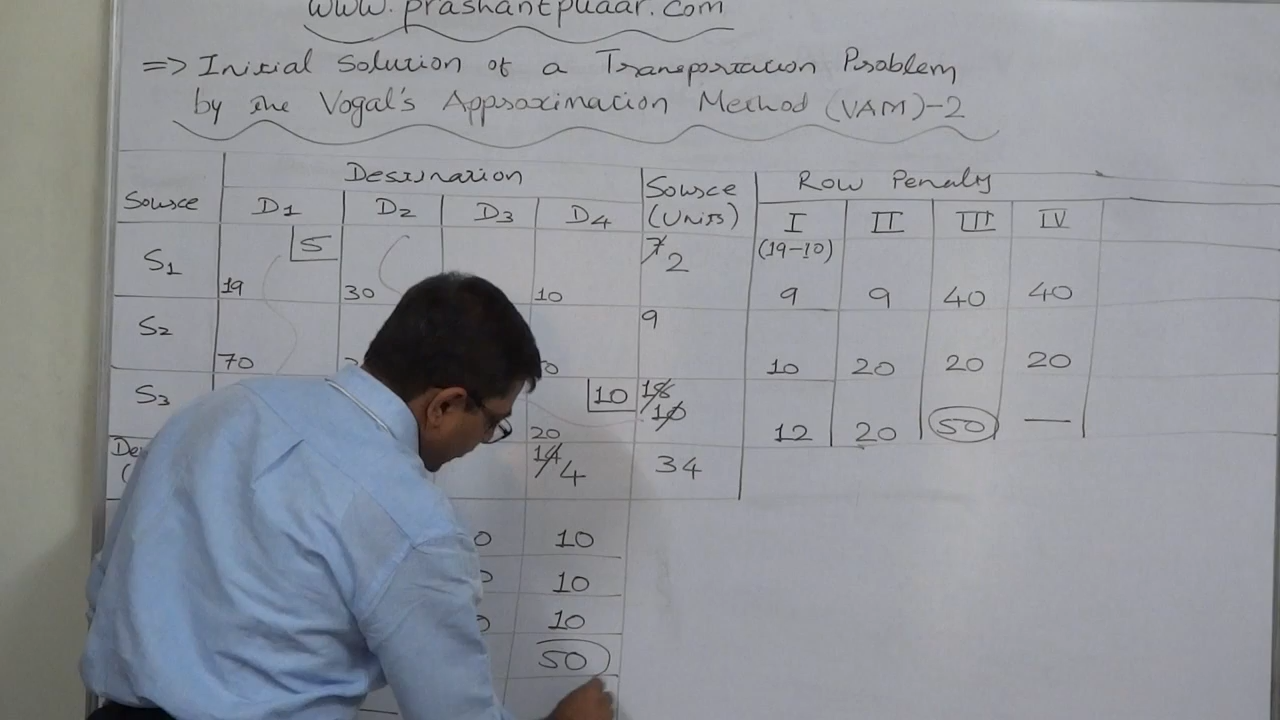 www.prashantpuaar.com
=> Initial Solution of a Transportation Problem
by the Vogal's Approximation Method (VAM)-2
Destination
Source (Units)
Row Penalty
Source D1 D2 D3 D4
I II III IV
S1 5 7 2 (19-10)
19 30 10 9 9 40 40
S2 9
70 10 20 20 20
S3 10 18 10
20 12 20 50 —
14 4 34
0 10
10
10
50